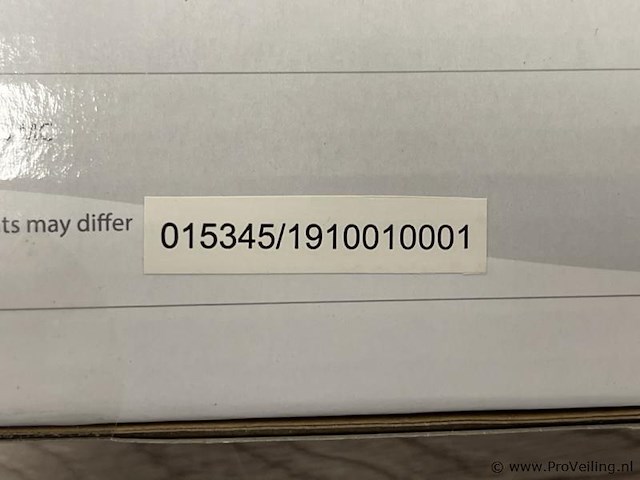 ts may differ
015345/1910010001
© www.ProVeiling.nl